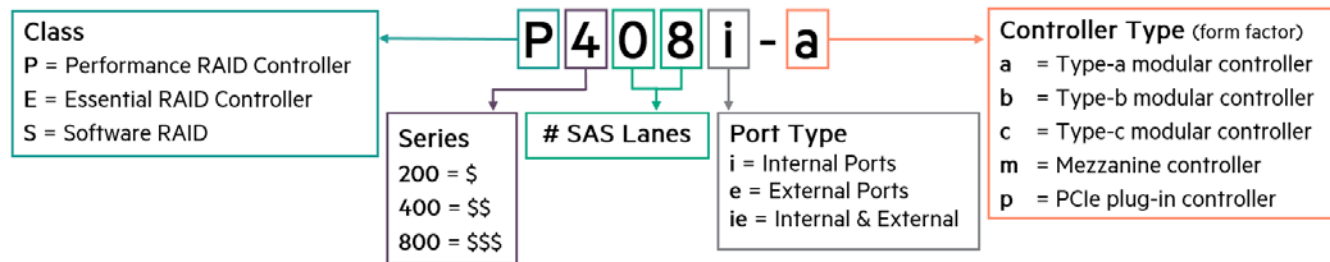 P408i-a
Class
P = Performance RAID Controller
E = Essential RAID Controller
S = Software RAID
Series
200 = $
400 = $$
800 = $$$
# SAS Lanes
Port Type
i = Internal Ports
e = External Ports
ie = Internal & External
Controller Type (form factor)
a = Type-a modular controller
b = Type-b modular controller
c = Type-c modular controller
m = Mezzanine controller
p = PCIe plug-in controller